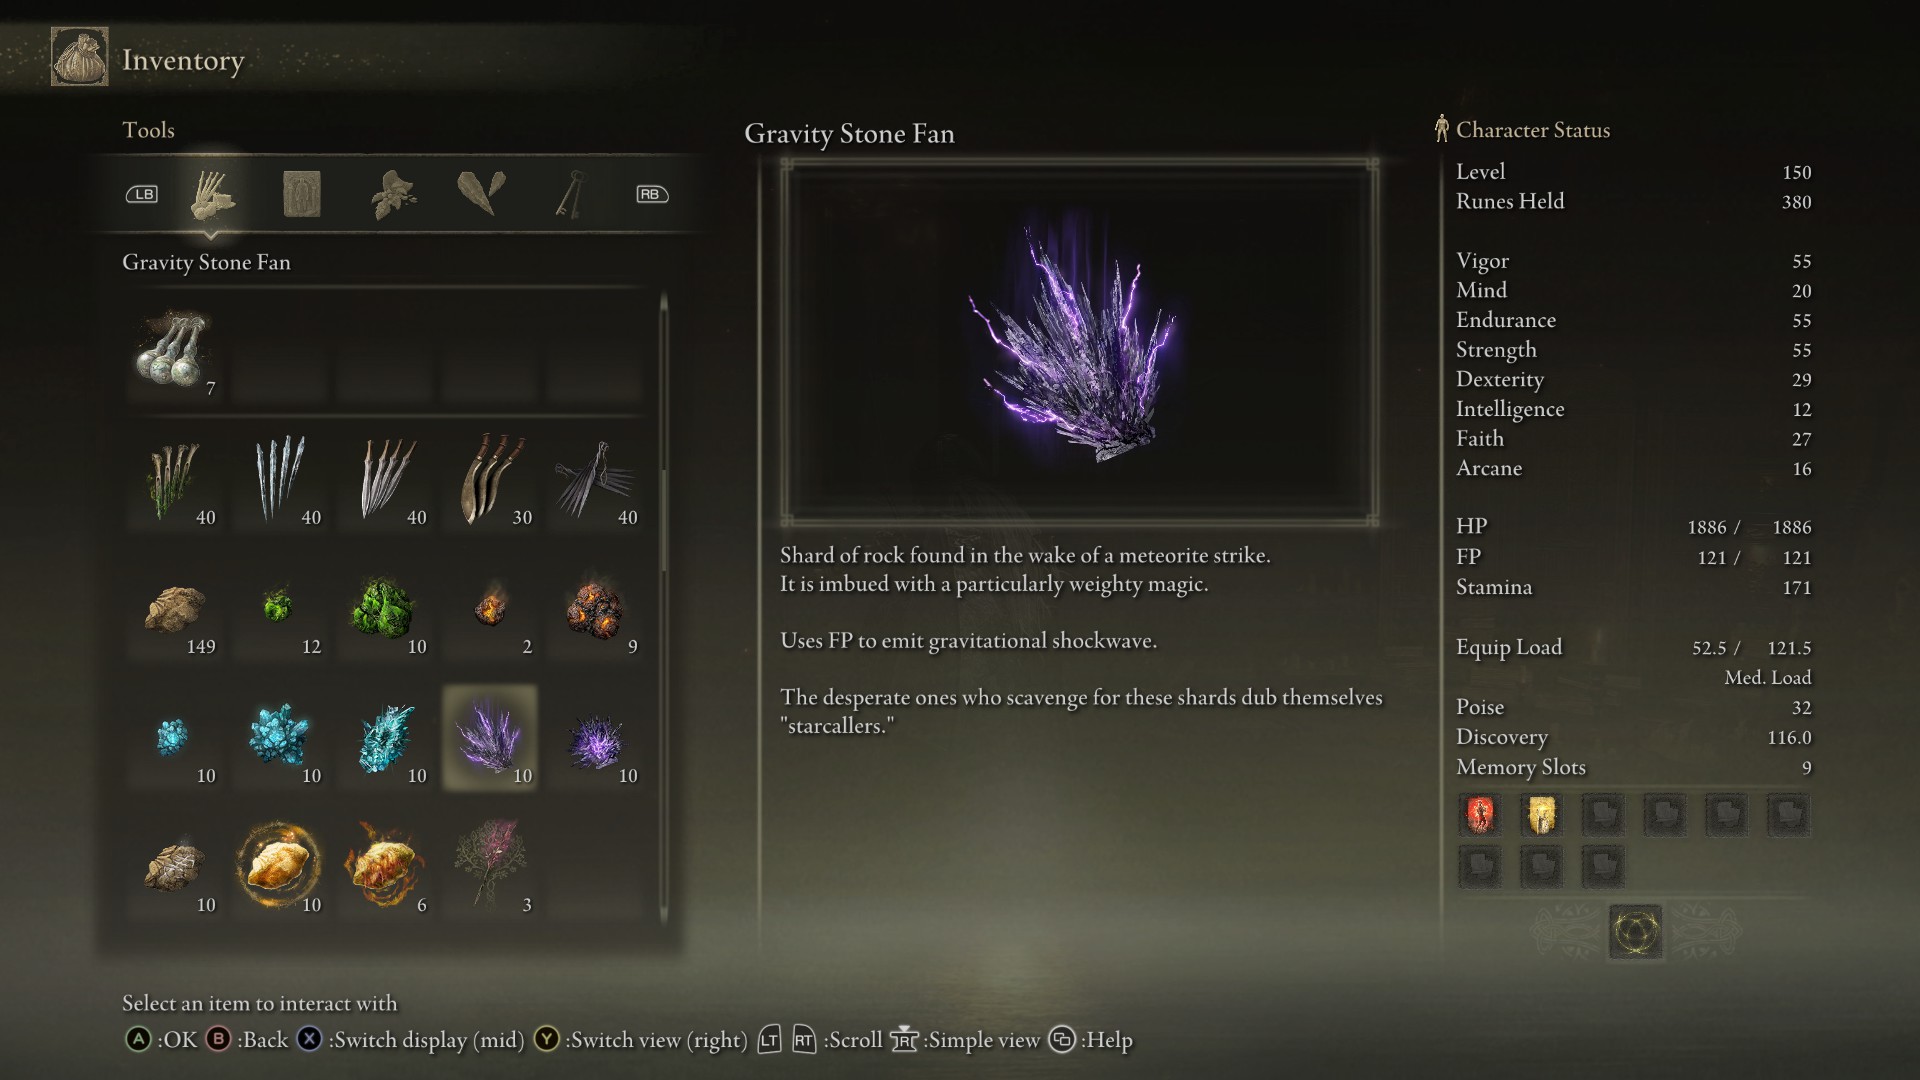 Inventory
Tools
LB
RB
Gravity Stone Fan
7
40
40
40
30
40
149
12
10
2
9
10
10
10
10
10
10
10
6
3
Gravity Stone Fan
Shard of rock found in the wake of a meteorite strike.
It is imbued with a particularly weighty magic.
Uses FP to emit gravitational shockwave.
The desperate ones who scavenge for these shards dub themselves
"starcallers."
Character Status
Level 150
Runes Held 380
Vigor 55
Mind 20
Endurance 55
Strength 55
Dexterity 29
Intelligence 12
Faith 27
Arcane 16
HP 1886 / 1886
FP 121 / 121
Stamina 171
Equip Load 52.5 / 121.5
Med. Load
Poise 32
Discovery 116.0
Memory Slots 9
Select an item to interact with
A :OK B :Back X :Switch display (mid) Y :Switch view (right) LT RT :Scroll R :Simple view :Help